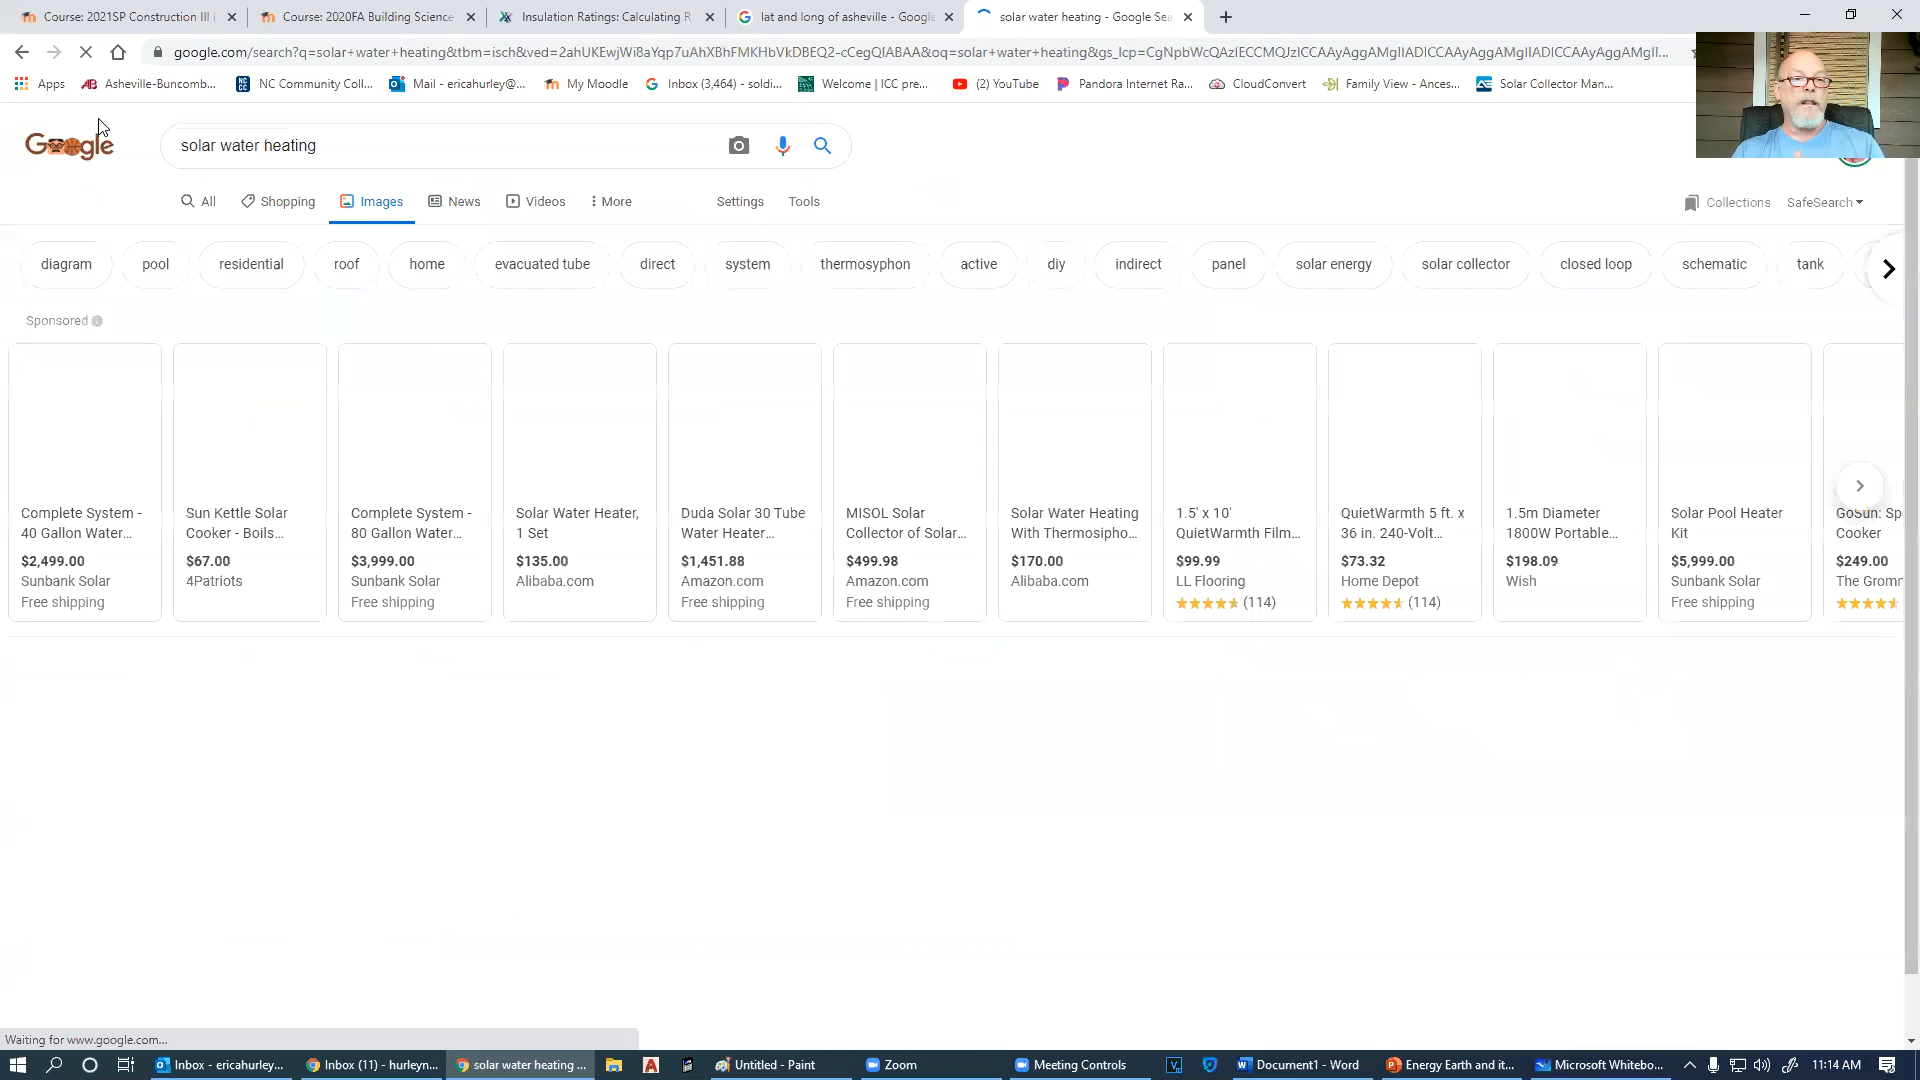 Course: 2021SP Construction III (
Course: 2020FA Building Science
Insulation Ratings: Calculating R
lat and long of asheville - Google
solar water heating - Google Sea
google.com/search?q=solar+water+heating&tbm=isch&ved=2ahUKEwjWi8aYqp7uAhXBhFMKHbVkDBEQ2-cCegQIABAA&oq=solar+water+heating&gs_lcp=CgNpbWcQAzIECCMQJzICCAAyAggAMgIIADICCAAyAggAMgIIADICCAAyAggAMgII...
Apps
Asheville-Buncomb...
NC Community Coll...
Mail - ericahurley@...
My Moodle
Inbox (3,464) - soldi...
Welcome | ICC pre...
(2) YouTube
Pandora Internet Ra...
CloudConvert
Family View - Ances...
Solar Collector Man...
Google
solar water heating
All
Shopping
Images
News
Videos
More
Settings
Tools
Collections
SafeSearch
diagram
pool
residential
roof
home
evacuated tube
direct
system
thermosyphon
active
diy
indirect
panel
solar energy
solar collector
closed loop
schematic
tank
Sponsored
Complete System -
40 Gallon Water...
$2,499.00
Sunbank Solar
Free shipping
Sun Kettle Solar
Cooker - Boils...
$67.00
4Patriots
Complete System -
80 Gallon Water...
$3,999.00
Sunbank Solar
Free shipping
Solar Water Heater,
1 Set
$135.00
Alibaba.com
Duda Solar 30 Tube
Water Heater...
$1,451.88
Amazon.com
Free shipping
MISOL Solar
Collector of Solar...
$499.98
Amazon.com
Free shipping
Solar Water Heating
With Thermosipho...
$170.00
Alibaba.com
1.5' x 10'
QuietWarmth Film...
$99.99
LL Flooring
(114)
QuietWarmth 5 ft. x
36 in. 240-Volt...
$73.32
Home Depot
(114)
1.5m Diameter
1800W Portable...
$198.09
Wish
Solar Pool Heater
Kit
$5,999.00
Sunbank Solar
Free shipping
GoSun: Sp
Cooker
$249.00
The Gromm
Waiting for www.google.com...
Inbox - ericahurley...
Inbox (11) - hurleyn...
solar water heating ...
Untitled - Paint
Zoom
Meeting Controls
Document1 - Word
Energy Earth and it...
Microsoft Whitebo...
11:14 AM